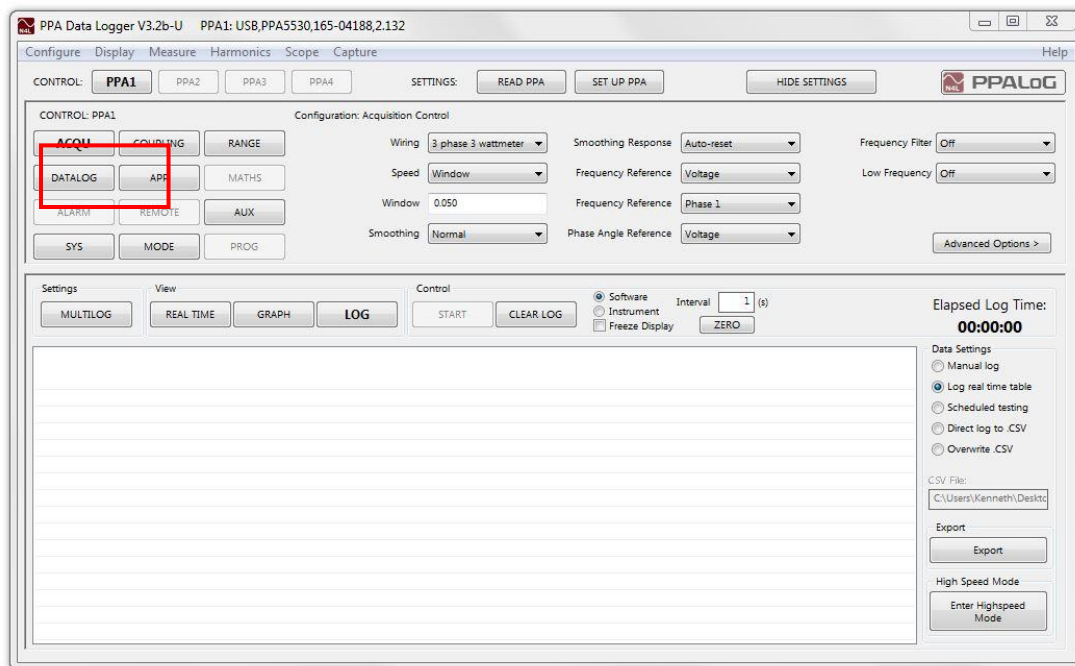 PPA Data Logger V3.2b-U PPA1: USB,PPA5530,165-04188,2.132
Configure Display Measure Harmonics Scope Capture Help
CONTROL: PPA1 PPA2 PPA3 PPA4 SETTINGS: READ PPA SET UP PPA HIDE SETTINGS N4L PPALoG
CONTROL: PPA1 Configuration: Acquisition Control
ACQU COUPLING RANGE Wiring 3 phase 3 wattmeter Smoothing Response Auto-reset Frequency Filter Off
DATALOG APP MATHS Speed Window Frequency Reference Voltage Low Frequency Off
ALARM REMOTE AUX Window 0.050 Frequency Reference Phase 1
Smoothing Normal Phase Angle Reference Voltage
SYS MODE PROG Advanced Options >
Settings View Control
MULTILOG REAL TIME GRAPH LOG START CLEAR LOG
Software
Instrument
Freeze Display
Interval 1 (s)
ZERO
Elapsed Log Time:
00:00:00
Data Settings
Manual log
Log real time table
Scheduled testing
Direct log to .CSV
Overwrite .CSV
CSV File:
C:\Users\Kenneth\Deskto
Export
Export
High Speed Mode
Enter Highspeed
Mode